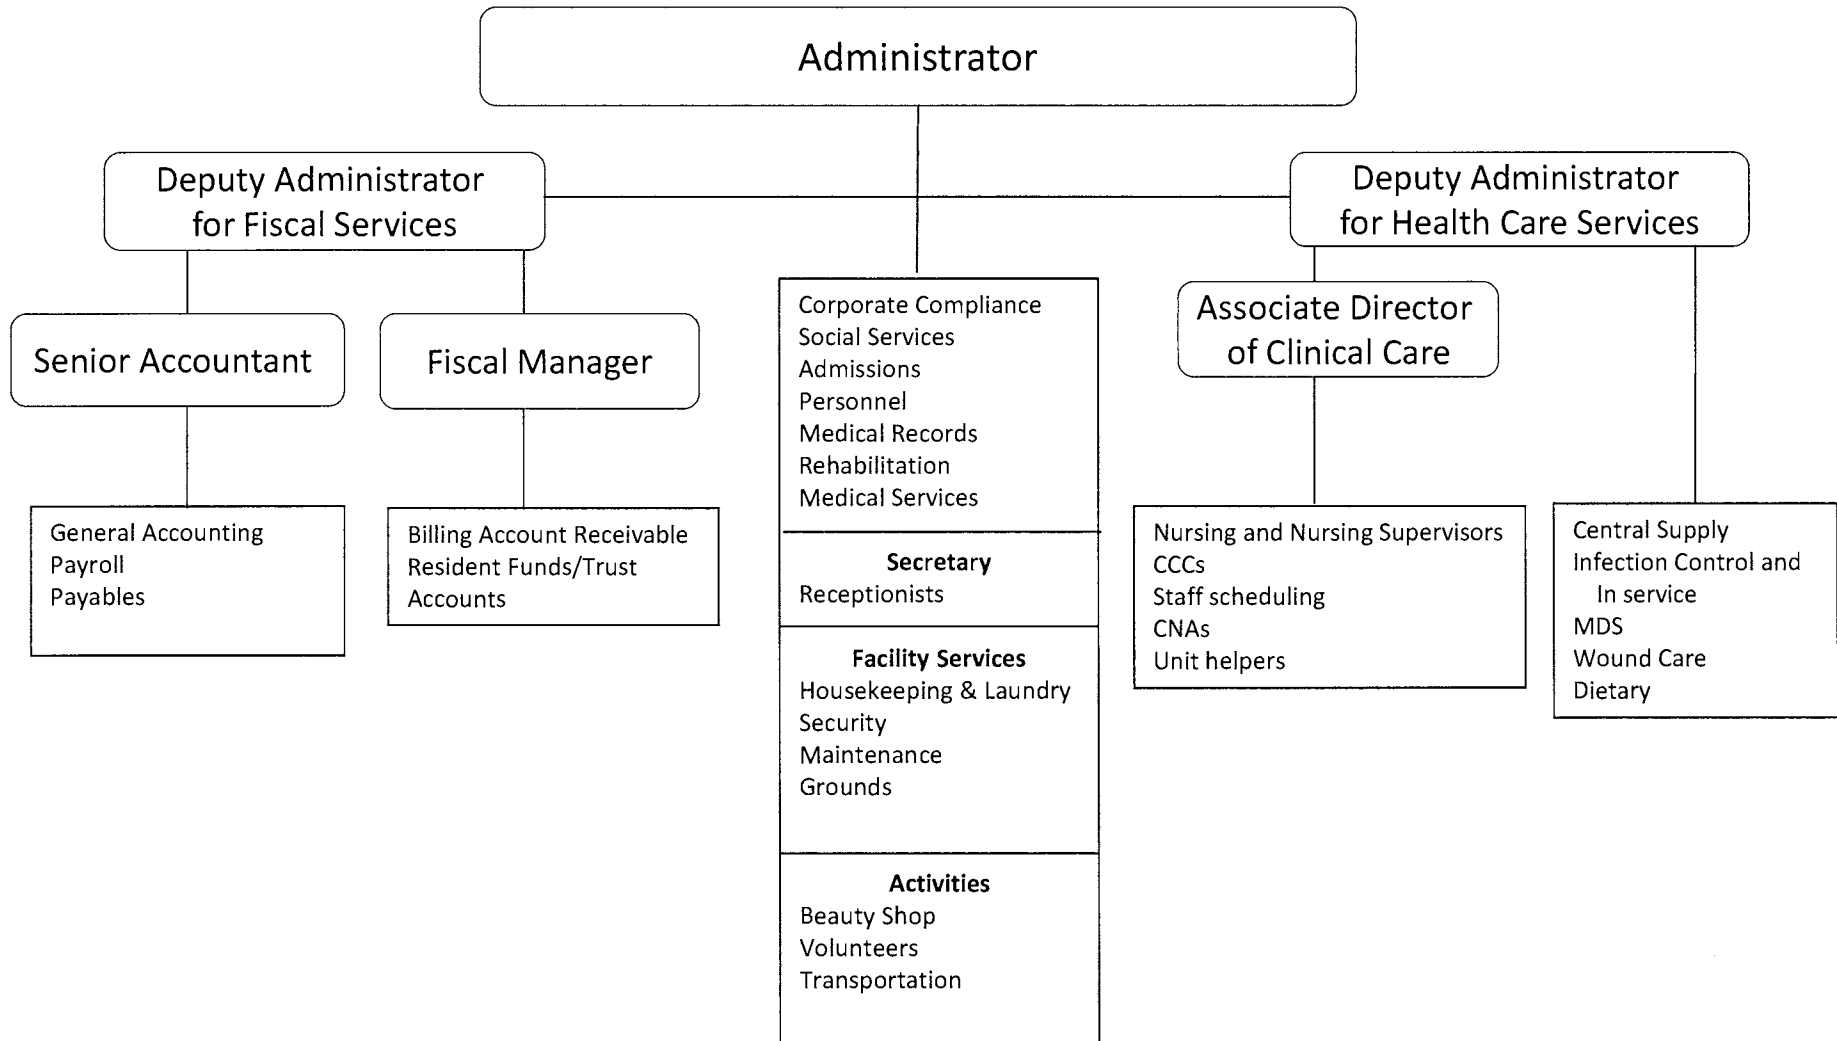 Administrator
Deputy Administrator
for Fiscal Services
Deputy Administrator
for Health Care Services
Senior Accountant
Fiscal Manager
Associate Director
of Clinical Care
General Accounting
Payroll
Payables
Billing Account Receivable
Resident Funds/Trust
Accounts
Corporate Compliance
Social Services
Admissions
Personnel
Medical Records
Rehabilitation
Medical Services
Secretary
Receptionists
Facility Services
Housekeeping & Laundry
Security
Maintenance
Grounds
Activities
Beauty Shop
Volunteers
Transportation
Nursing and Nursing Supervisors
CCCs
Staff scheduling
CNAs
Unit helpers
Central Supply
Infection Control and
In service
MDS
Wound Care
Dietary